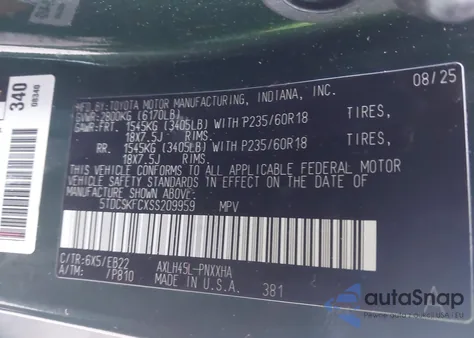 340
08340
08/25
MFD.BY:TOYOTA MOTOR MANUFACTURING, INDIANA, INC.
GVWR:2800KG (6170LB)
GAWR:FRT. 1545KG (3405LB) WITH P235/60R18 TIRES,
18X7.5J RIMS.
RR. 1545KG (3405LB) WITH P235/60R18 TIRES,
18X7.5J RIMS.
THIS VEHICLE CONFORMS TO ALL APPLICABLE FEDERAL MOTOR
VEHICLE SAFETY STANDARDS IN EFFECT ON THE DATE OF
MANUFACTURE SHOWN ABOVE.
5TDCSKFCXSS209959 MPV
C/TR:6X5/EB22 AXLH45L-PNXXHA
A/TM: /P810 MADE IN U.S.A. 381
autoSnap